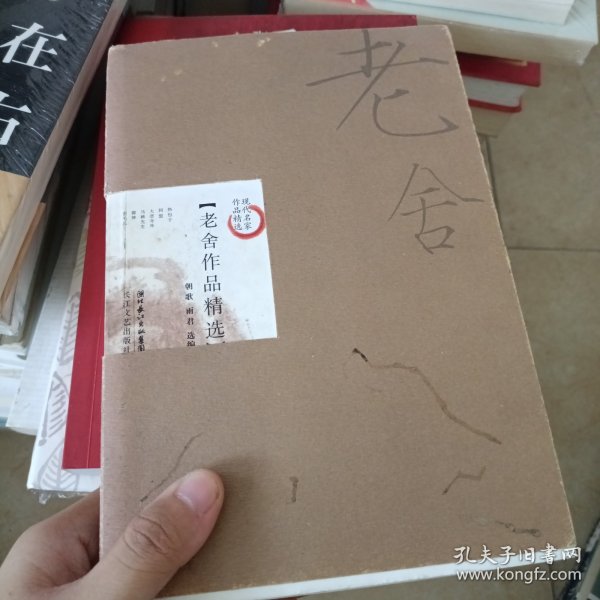 老舍
现代名家
作品精选
【老舍作品精选】
朝歌 雨君 选编
长江文艺出版社
在
古
孔夫子旧书网
www.kongfz.com